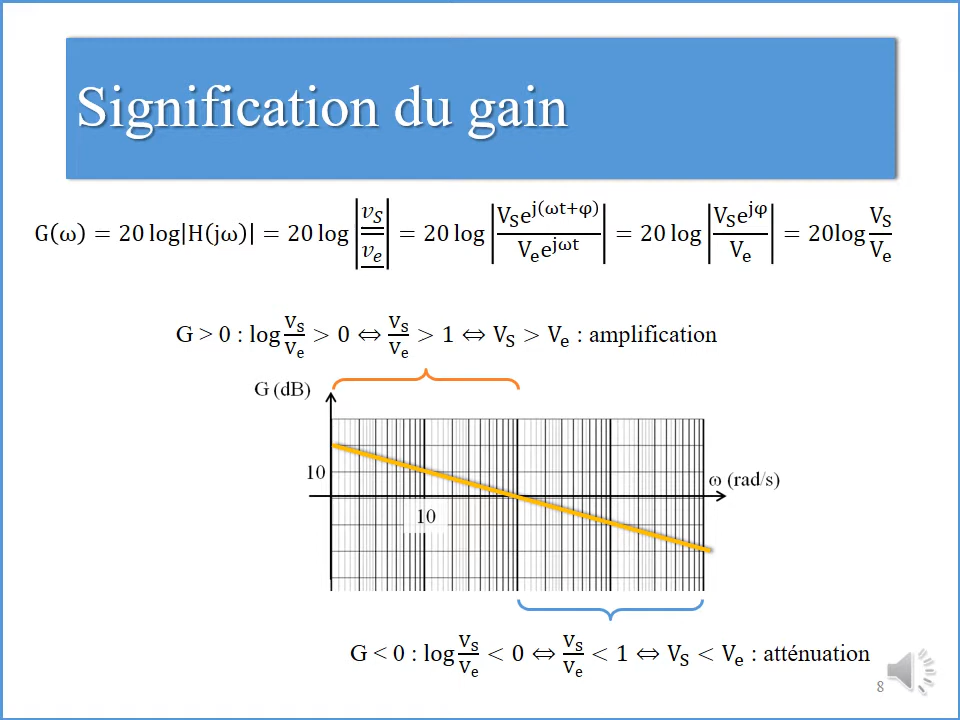 Signification du gain
G(ω) = 20 log|H(jω)| = 20 log|v_S/v_e| = 20 log|V_S e^{j(ωt+φ)}/V_e e^{jωt}| = 20 log|V_S e^{jφ}/V_e| = 20log V_S/V_e
G > 0 : log V_s/V_e > 0 ⇔ V_s/V_e > 1 ⇔ V_S > V_e : amplification
G (dB)
10
ω (rad/s)
10
G < 0 : log V_s/V_e < 0 ⇔ V_s/V_e < 1 ⇔ V_S < V_e : atténuation
8